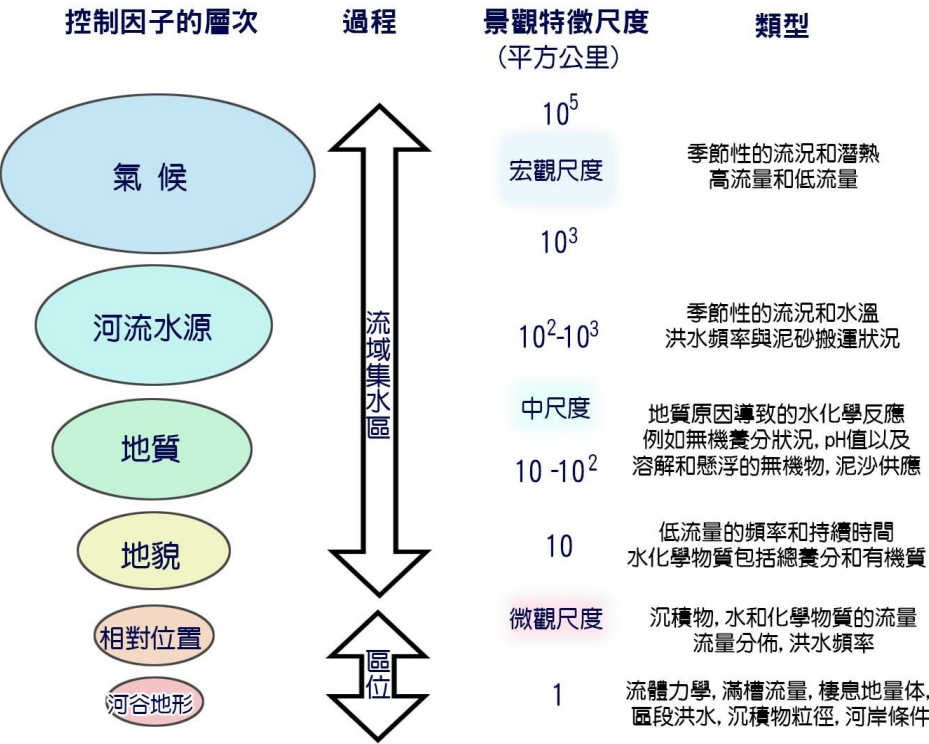 控制因子的層次
過程
景觀特徵尺度
(平方公里)
類型
10⁵
氣 候
宏觀尺度
季節性的流況和潛熱
高流量和低流量
10³
河流水源
流域集水區
10²-10³
季節性的流況和水溫
洪水頻率與泥砂搬運狀況
地質
中尺度
10 -10²
地質原因導致的水化學反應
例如無機養分狀況, pH值以及
溶解和懸浮的無機物, 泥沙供應
地貌
10
低流量的頻率和持續時間
水化學物質包括總養分和有機質
相對位置
區位
微觀尺度
沉積物, 水和化學物質的流量
流量分佈, 洪水頻率
河谷地形
1
流體力學, 滿槽流量, 棲息地量体,
區段洪水, 沉積物粒徑, 河岸條件